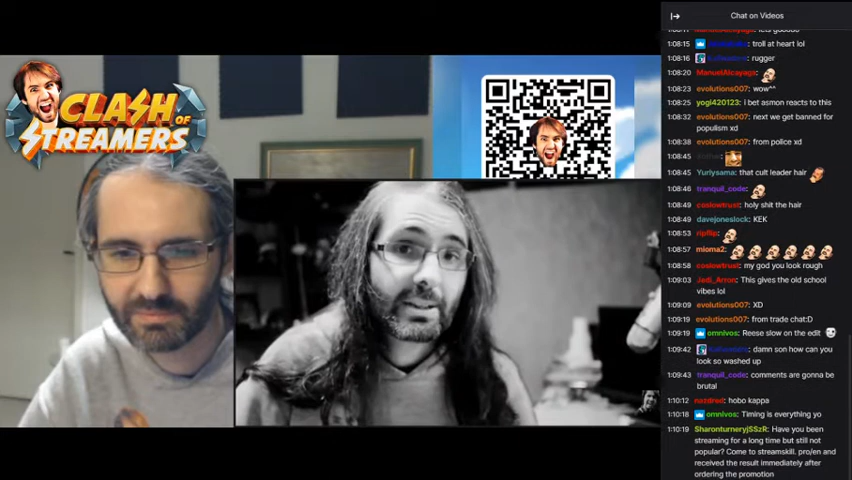 Chat on Videos
CLASH OF
STREAMERS
1:08:15 troll at heart lol
1:08:16 rugger
1:08:20 ManuelAlcayaga:
1:08:23 evolutions007: wow^^
1:08:25 yogi420123: i bet asmon reacts to this
1:08:32 evolutions007: next we get banned for
populism xd
1:08:38 evolutions007: from police xd
1:08:45
1:08:45 Yuriysama: that cult leader hair
1:08:46 tranquil_code:
1:08:49 coslowtrust: holy shit the hair
1:08:49 davejoneslock: KEK
1:08:53 ripflip:
1:08:57 mioma2:
1:08:58 coslowtrust: my god you look rough
1:09:03 Jedi_Arron: This gives the old school
vibes lol
1:09:09 evolutions007: XD
1:09:19 evolutions007: from trade chat:D
1:09:19 omnivos: Reese slow on the edit
1:09:42 damn son how can you
look so washed up
1:09:43 tranquil_code: comments are gonna be
brutal
1:10:12 nazdred: hobo kappa
1:10:18 omnivos: Timing is everything yo
1:10:19 SharonturneryjSSzR: Have you been
streaming for a long time but still not
popular? Come to streamskill. pro/en and
received the result immediately after
ordering the promotion